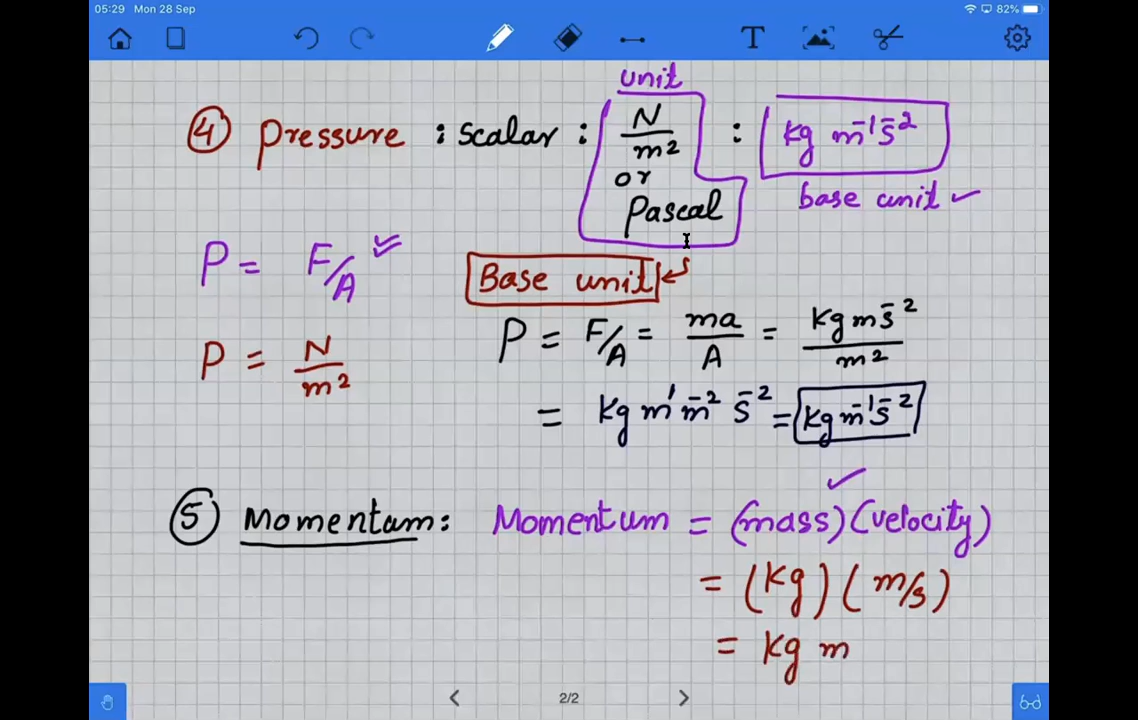 05:29 Mon 28 Sep 82%
T
unit
④ Pressure : scalar : N/m² or Pascal : kg m⁻¹ s⁻²
base unit ✓
P = F/A ✓
Base unit
P = N/m²
P = F/A = ma/A = kg m s⁻²/m²
= kg m¹ m⁻² s⁻² = kg m⁻¹ s⁻²
⑤ Momentam: Momentum = (mass) (velocity)
= (kg) (m/s)
= kg m
2/2